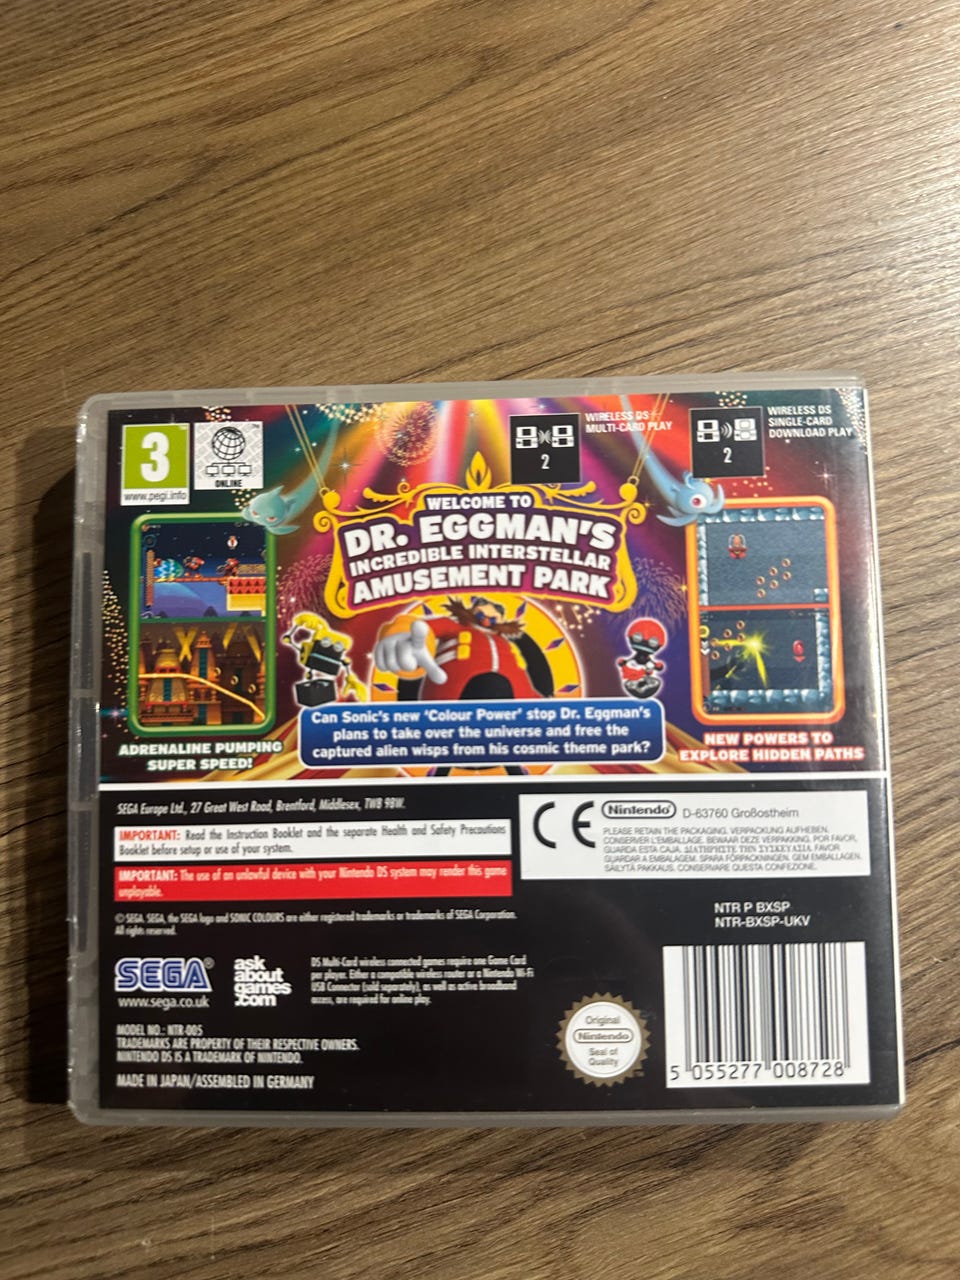 3
www.pegi.info
ONLINE
2
WIRELESS DS
MULTI-CARD PLAY
2
WIRELESS DS
SINGLE-CARD
DOWNLOAD PLAY
WELCOME TO
DR. EGGMAN'S
INCREDIBLE INTERSTELLAR
AMUSEMENT PARK
ADRENALINE PUMPING
SUPER SPEED!
Can Sonic's new 'Colour Power' stop Dr. Eggman's
plans to take over the universe and free the
captured alien wisps from his cosmic theme park?
NEW POWERS TO
EXPLORE HIDDEN PATHS
SEGA Europe Ltd., 27 Great West Road, Brentford, Middlesex, TW8 9BW.
IMPORTANT: Read the Instruction Booklet and the separate Health and Safety Precautions
Booklet before setup or use of your system.
IMPORTANT: The use of an unlawful device with your Nintendo DS system may render this game
unplayable.
© SEGA. SEGA, the SEGA logo and SONIC COLOURS are either registered trademarks or trademarks of SEGA Corporation.
All rights reserved.
CE
Nintendo® D-63760 Großostheim
PLEASE RETAIN THE PACKAGING. VERPACKUNG AUFHEBEN.
CONSERVER L'EMBALLAGE. BEWAAR DEZE VERPAKKING. POR FAVOR,
GUARDA ESTA CAJA. ΔΙΑΤΗΡΗΣΤΕ ΤΗΝ ΣΥΣΚΕΥΑΣΙΑ. FAVOR
GUARDAR A EMBALAGEM. SPARA FÖRPACKNINGEN. GEM EMBALLAGEN.
SÄILYTÄ PAKKAUS. CONSERVARE QUESTA CONFEZIONE.
NTR P BXSP
NTR-BXSP-UKV
SEGA®
www.sega.co.uk
ask
about
games
.com
DS Multi-Card wireless connected games require one Game Card
per player. Either a compatible wireless router or a Nintendo Wi-Fi
USB Connector (sold separately), as well as active broadband
access, are required for online play.
MODEL NO.: NTR-005
TRADEMARKS ARE PROPERTY OF THEIR RESPECTIVE OWNERS.
NINTENDO DS IS A TRADEMARK OF NINTENDO.
MADE IN JAPAN/ASSEMBLED IN GERMANY
Original
Nintendo
Seal of
Quality
5 055277 008728